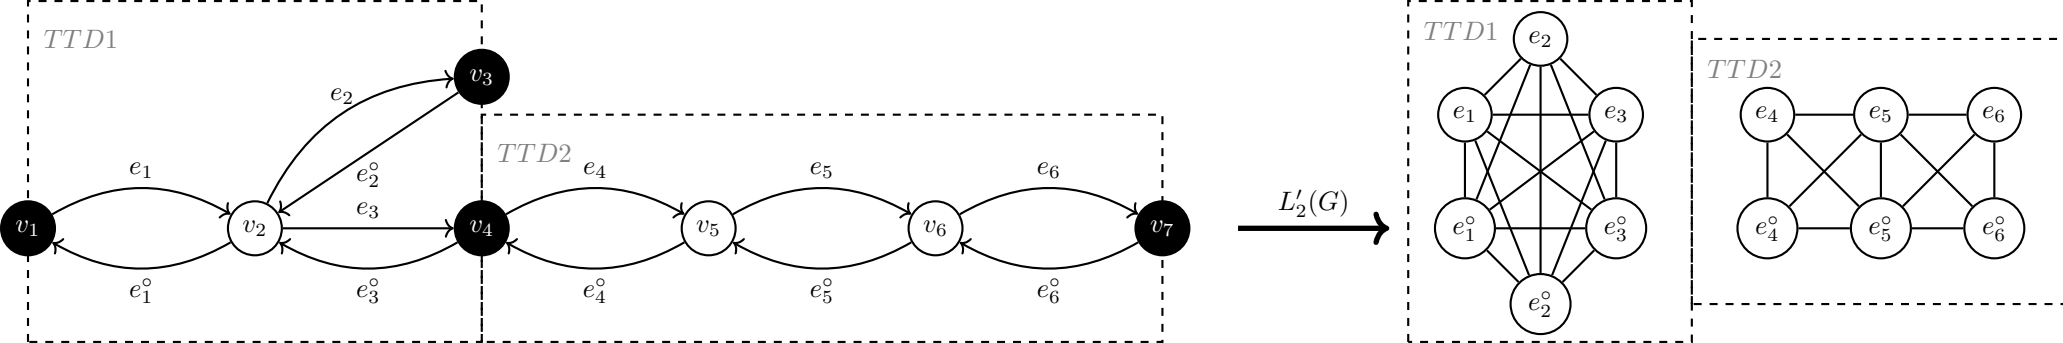 TTD1
v₃
e₂
TTD2
e₂°
e₁
e₃
e₄
e₅
e₆
v₁
v₂
v₄
v₅
v₆
v₇
e₁°
e₃°
e₄°
e₅°
e₆°
L₂′(G)
TTD1
e₂
e₁
e₃
e₁°
e₃°
e₂°
TTD2
e₄
e₅
e₆
e₄°
e₅°
e₆°